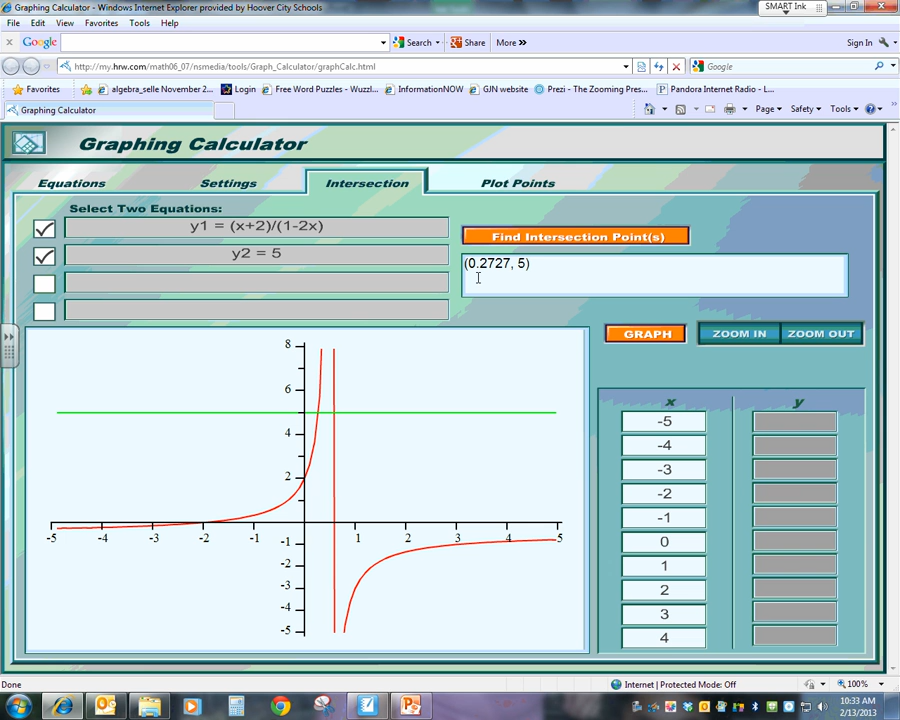 Graphing Calculator - Windows Internet Explorer provided by Hoover City Schools
SMART Ink
File Edit View Favorites Tools Help
Google Search Share More » Sign In
http://my.hrw.com/math06_07/nsmedia/tools/Graph_Calculator/graphCalc.html Google
Favorites algebra_selle November 2... Login Free Word Puzzles - Wuzzl... InformationNOW GJN website Prezi - The Zooming Pres... Pandora Internet Radio - L...
Graphing Calculator Page Safety Tools
Graphing Calculator
Equations Settings Intersection Plot Points
Select Two Equations:
y1 = (x+2)/(1-2x)
y2 = 5
Find Intersection Point(s)
(0.2727, 5)
GRAPH ZOOM IN ZOOM OUT
8
6
4
2
-5 -4 -3 -2 -1 1 2 3 4 5
-1
-2
-3
-4
-5
x y
-5
-4
-3
-2
-1
0
1
2
3
4
Done Internet | Protected Mode: Off 100%
10:33 AM
2/13/2013